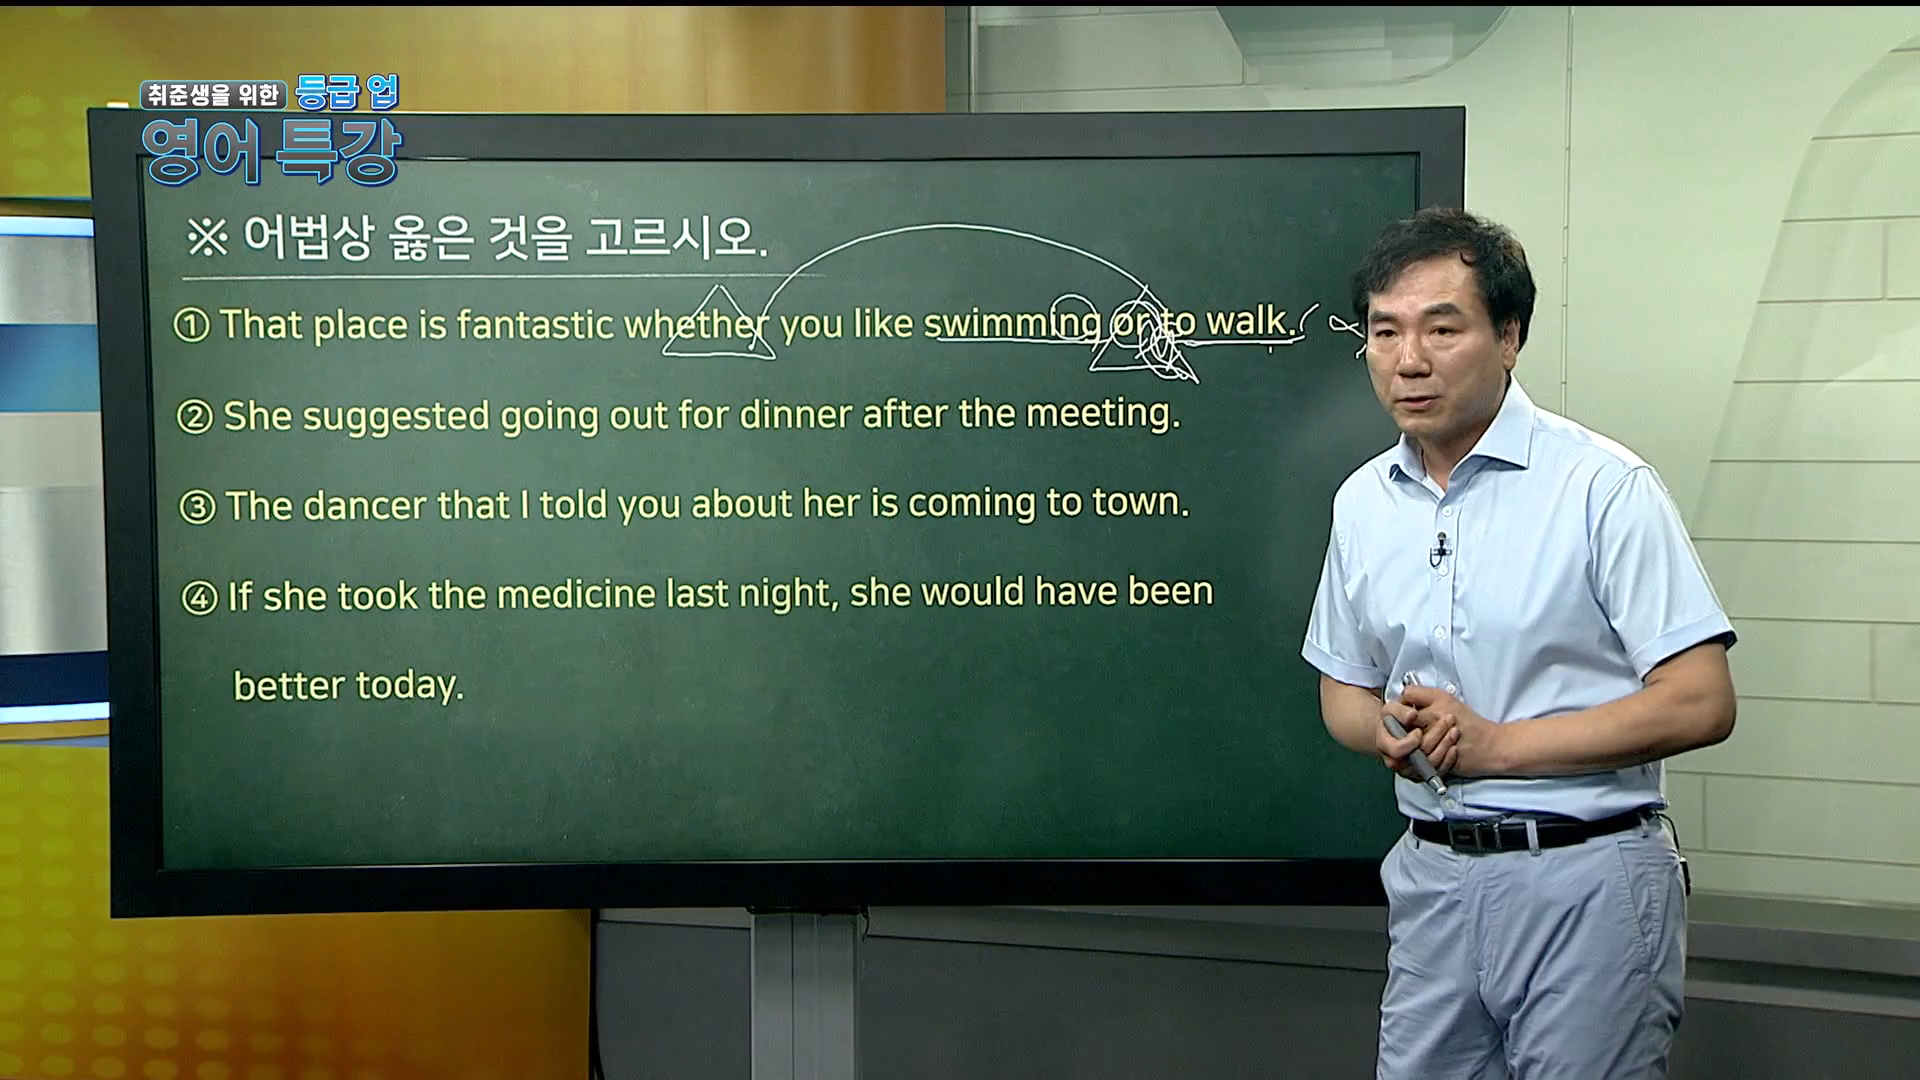 취준생을 위한 등급 업
영어 특강
※ 어법상 옳은 것을 고르시오.
① That place is fantastic whether you like swimming or to walk.
② She suggested going out for dinner after the meeting.
③ The dancer that I told you about her is coming to town.
④ If she took the medicine last night, she would have been
better today.